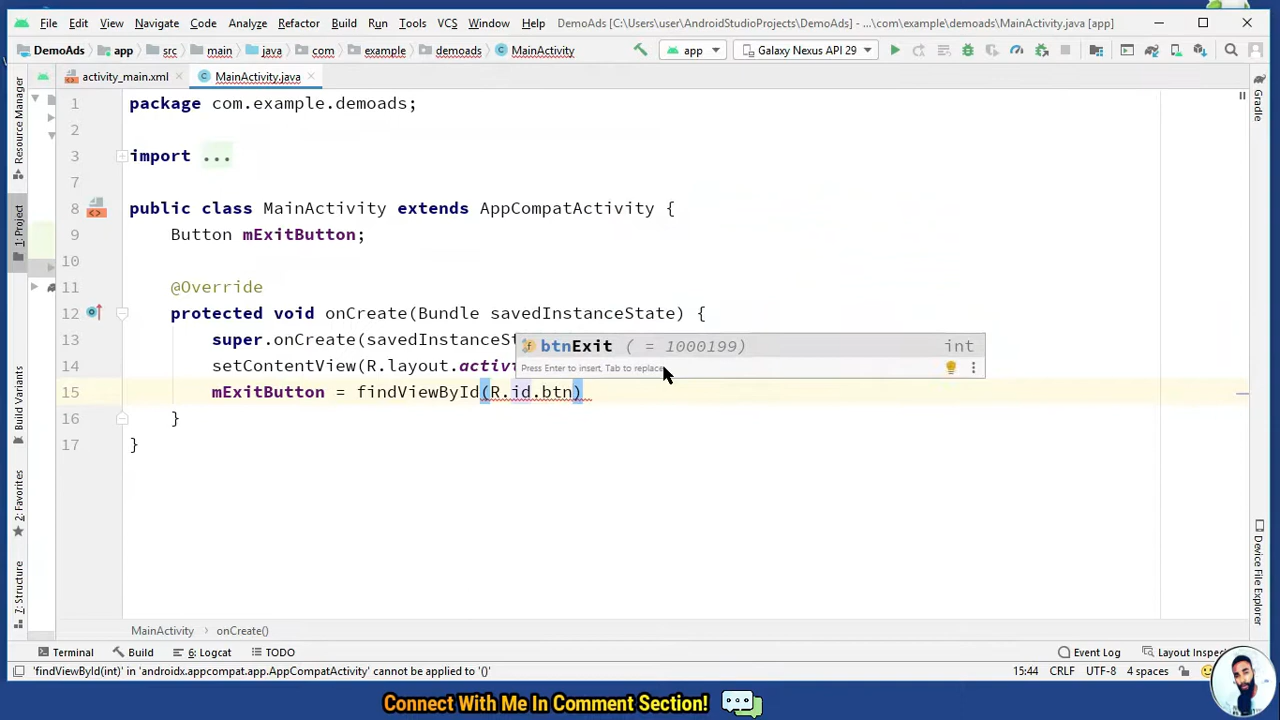 File Edit View Navigate Code Analyze Refactor Build Run Tools VCS Window Help DemoAds [C:\Users\user\AndroidStudioProjects\DemoAds] - ...\com\example\demoads\MainActivity.java [app]
DemoAds app src main java com example demoads MainActivity app Galaxy Nexus API 29
activity_main.xml MainActivity.java
Resource Manager
1: Project
Build Variants
2: Favorites
7: Structure
Gradle
Device File Explorer
1 package com.example.demoads;
2
3 import ...
7
8 public class MainActivity extends AppCompatActivity {
9 Button mExitButton;
10
11 @Override
12 protected void onCreate(Bundle savedInstanceState) {
13 super.onCreate(savedInstanceSt
btnExit ( = 1000199) int
14 setContentView(R.layout.activ
Press Enter to insert, Tab to replace
15 mExitButton = findViewById(R.id.btn)
16 }
17 }
MainActivity onCreate()
Terminal Build 6: Logcat TODO Event Log Layout Inspec
'findViewById(int)' in 'androidx.appcompat.app.AppCompatActivity' cannot be applied to '()' 15:44 CRLF UTF-8 4 spaces
Connect With Me In Comment Section!